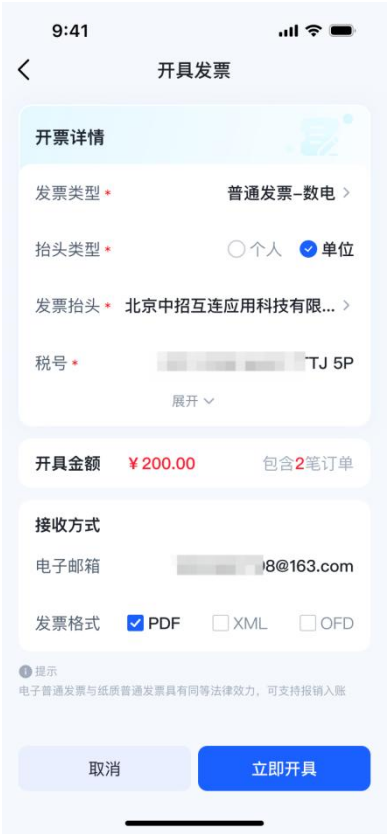 9:41
开具发票
开票详情
发票类型 * 普通发票-数电
抬头类型 * 个人 单位
发票抬头 * 北京中招互连应用科技有限...
税号 * TJ 5P
展开
开具金额 ¥200.00 包含2笔订单
接收方式
电子邮箱 8@163.com
发票格式 PDF XML OFD
提示
电子普通发票与纸质普通发票具有同等法律效力，可支持报销入账
取消 立即开具